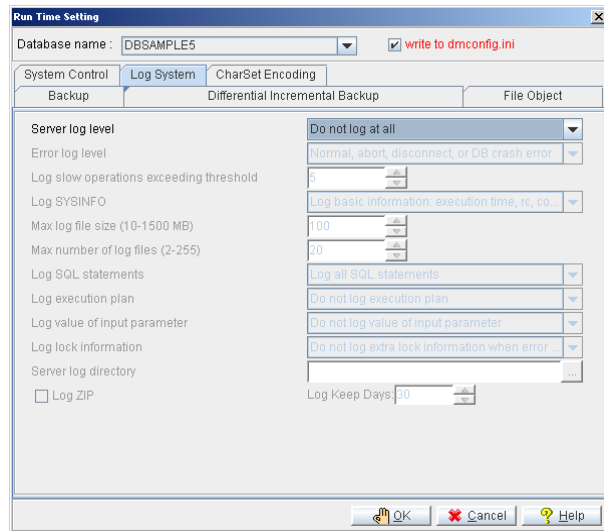 Run Time Setting
Database name : DBSAMPLE5 write to dmconfig.ini
System Control Log System CharSet Encoding
Backup Differential Incremental Backup File Object
Server log level Do not log at all
Error log level Normal, abort, disconnect, or DB crash error
Log slow operations exceeding threshold 5
Log SYSINFO Log basic information: execution time, rc, co...
Max log file size (10-1500 MB) 100
Max number of log files (2-255) 20
Log SQL statements Log all SQL statements
Log execution plan Do not log execution plan
Log value of input parameter Do not log value of input parameter
Log lock information Do not log extra lock information when error ...
Server log directory ...
Log ZIP Log Keep Days: 30
OK Cancel Help